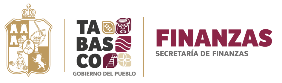 TA
BAS
CO
GOBIERNO DEL PUEBLO
FINANZAS
SECRETARÍA DE FINANZAS